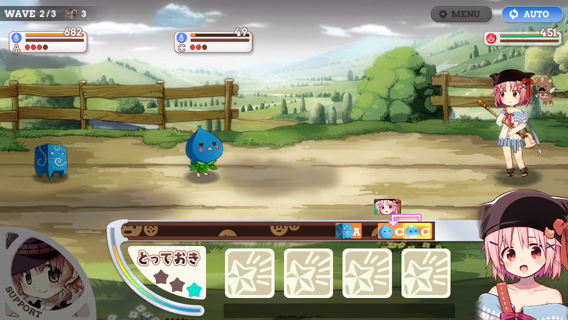 WAVE 2/3 3
MENU
AUTO
682
A
49
C
451
A
C
C
とっておき
SUPPORT